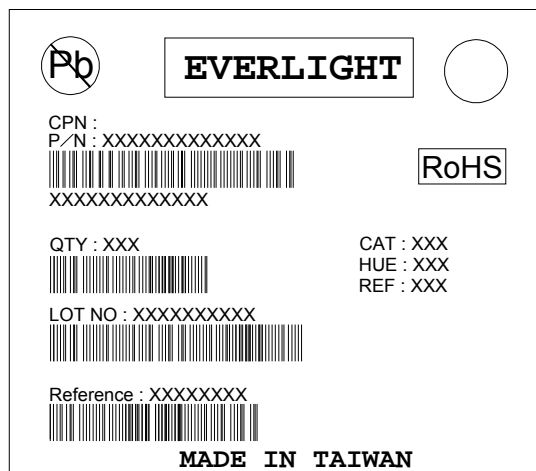 Pb
EVERLIGHT
CPN :
P/N : XXXXXXXXXXXXX
RoHS
XXXXXXXXXXXXX
QTY : XXX
CAT : XXX
HUE : XXX
REF : XXX
LOT NO : XXXXXXXXXX
Reference : XXXXXXXX
MADE IN TAIWAN